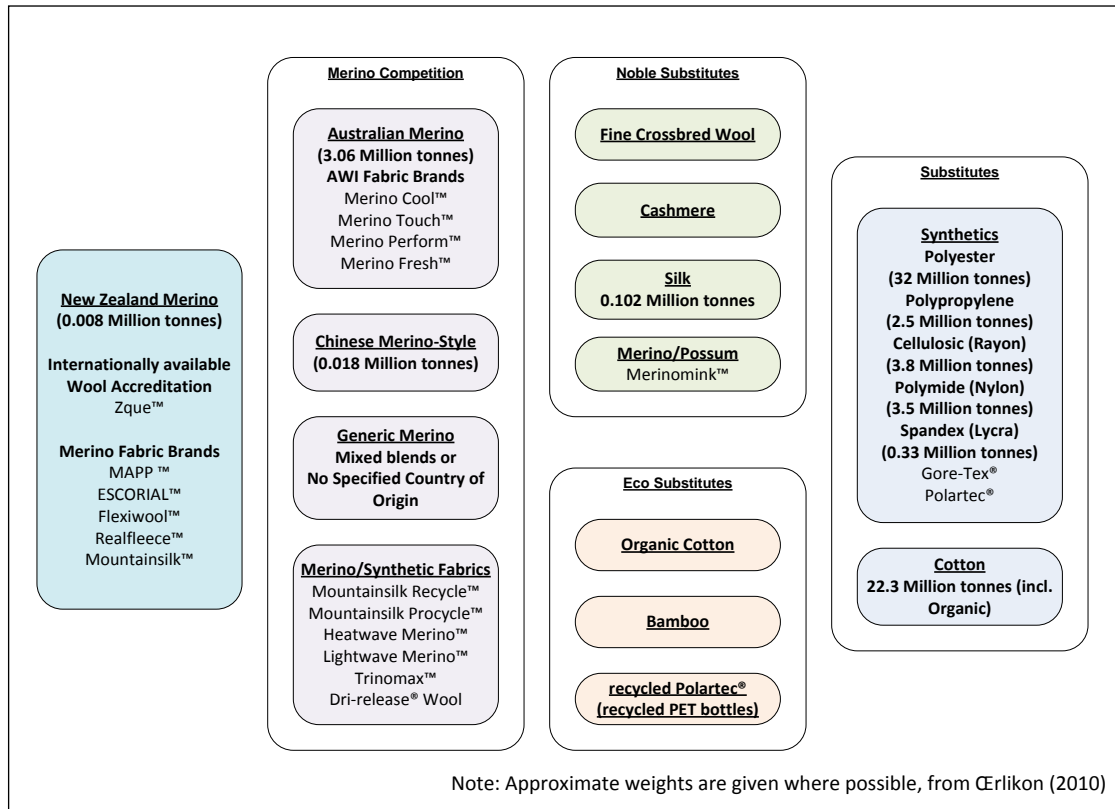 New Zealand Merino
(0.008 Million tonnes)
Internationally available
Wool Accreditation
Zque™
Merino Fabric Brands
MAPP ™
ESCORIAL™
Flexiwool™
Realfleece™
Mountainsilk™
Merino Competition
Australian Merino
(3.06 Million tonnes)
AWI Fabric Brands
Merino Cool™
Merino Touch™
Merino Perform™
Merino Fresh™
Chinese Merino-Style
(0.018 Million tonnes)
Generic Merino
Mixed blends or
No Specified Country of
Origin
Merino/Synthetic Fabrics
Mountainsilk Recycle™
Mountainsilk Procycle™
Heatwave Merino™
Lightwave Merino™
Trinomax™
Dri-release® Wool
Noble Substitutes
Fine Crossbred Wool
Cashmere
Silk
0.102 Million tonnes
Merino/Possum
Merinomink™
Eco Substitutes
Organic Cotton
Bamboo
recycled Polartec®
(recycled PET bottles)
Substitutes
Synthetics
Polyester
(32 Million tonnes)
Polypropylene
(2.5 Million tonnes)
Cellulosic (Rayon)
(3.8 Million tonnes)
Polymide (Nylon)
(3.5 Million tonnes)
Spandex (Lycra)
(0.33 Million tonnes)
Gore-Tex®
Polartec®
Cotton
22.3 Million tonnes (incl.
Organic)
Note: Approximate weights are given where possible, from Œrlikon (2010)